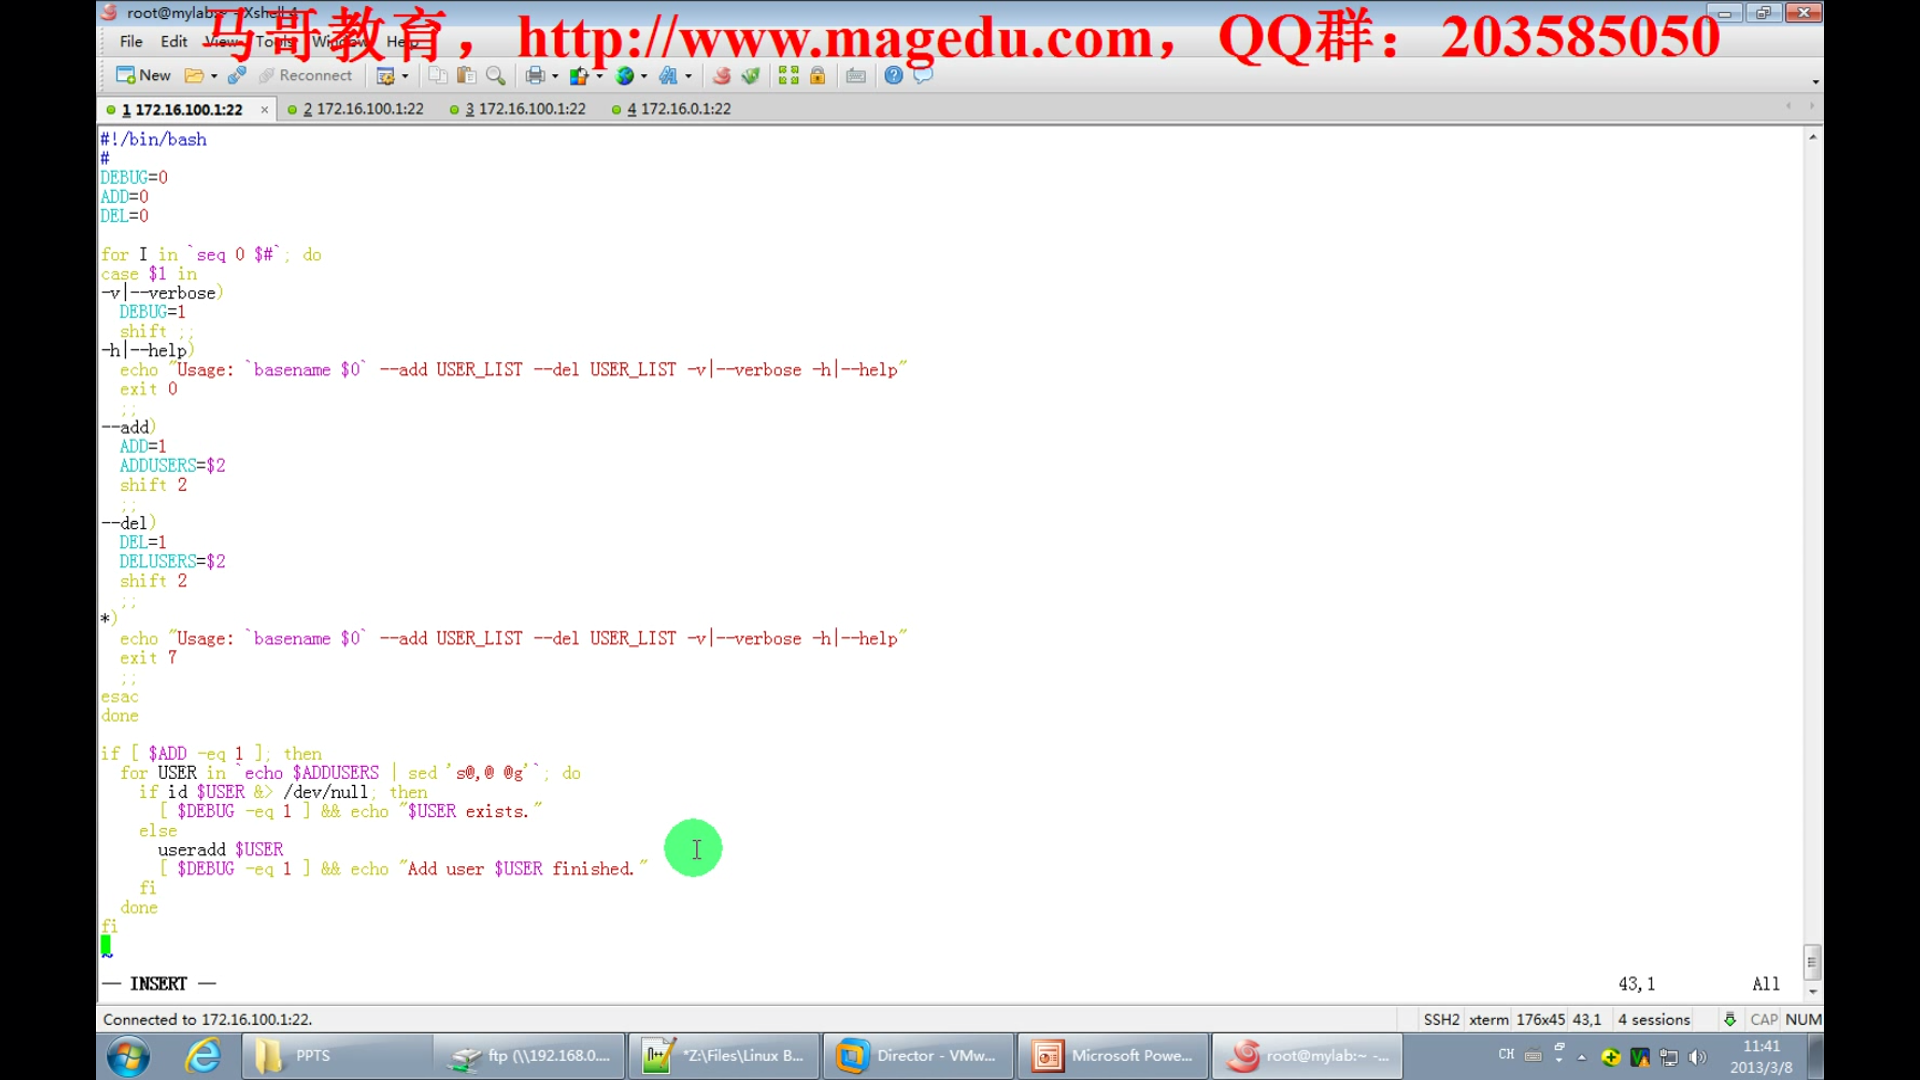 root@mylab:~ - Xshell 4
马哥教育，http://www.magedu.com，QQ群：203585050
File Edit View Tools Window Help
New Reconnect
1 172.16.100.1:22 × 2 172.16.100.1:22 3 172.16.100.1:22 4 172.16.0.1:22
#!/bin/bash
#
DEBUG=0
ADD=0
DEL=0
for I in `seq 0 $#`; do
case $1 in
-v|--verbose)
  DEBUG=1
  shift ;;
-h|--help)
  echo "Usage: `basename $0` --add USER_LIST --del USER_LIST -v|--verbose -h|--help"
  exit 0
  ;;
--add)
  ADD=1
  ADDUSERS=$2
  shift 2
  ;;
--del)
  DEL=1
  DELUSERS=$2
  shift 2
  ;;
*)
  echo "Usage: `basename $0` --add USER_LIST --del USER_LIST -v|--verbose -h|--help"
  exit 7
  ;;
esac
done
if [ $ADD -eq 1 ]; then
  for USER in `echo $ADDUSERS | sed 's@,@ @g'`; do
    if id $USER &> /dev/null; then
      [ $DEBUG -eq 1 ] && echo "$USER exists."
    else
      useradd $USER
      [ $DEBUG -eq 1 ] && echo "Add user $USER finished."
    fi
  done
fi
~
-- INSERT -- 43,1 All
Connected to 172.16.100.1:22. SSH2 xterm 176x45 43,1 4 sessions CAP NUM
PPTS ftp (\\192.168.0.... *Z:\Files\Linux B... Director - VMw... Microsoft Powe... root@mylab:~ -... CH 11:41
2013/3/8